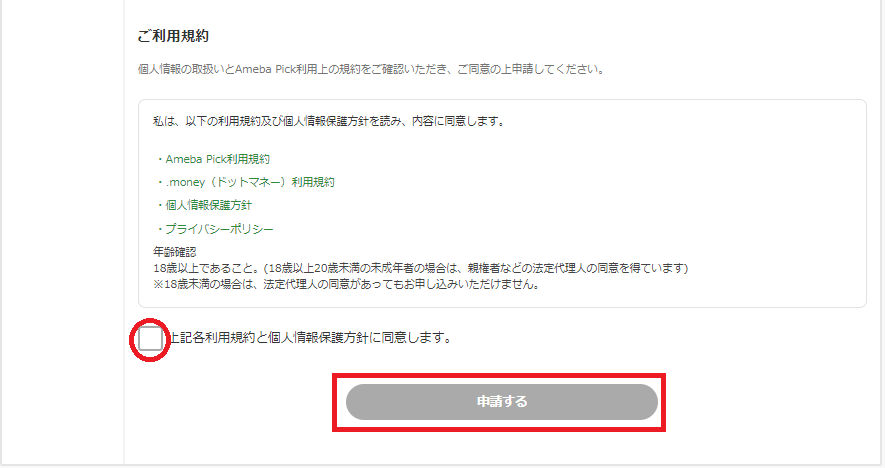 ご利用規約
個人情報の取扱いとAmeba Pick利用上の規約をご確認いただき、ご同意の上申請してください。
私は、以下の利用規約及び個人情報保護方針を読み、内容に同意します。
・Ameba Pick利用規約
・.money（ドットマネー）利用規約
・個人情報保護方針
・プライバシーポリシー
年齢確認
18歳以上であること。(18歳以上20歳未満の未成年者の場合は、親権者などの法定代理人の同意を得ています)
※18歳未満の場合は、法定代理人の同意があってもお申し込みいただけません。
上記各利用規約と個人情報保護方針に同意します。
申請する